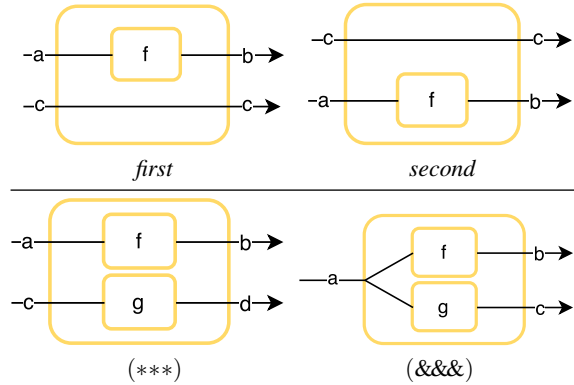 a f b
c c
first
c c
a f b
second
a f b
c g d
(***)
f b
a
g c
(&&&)